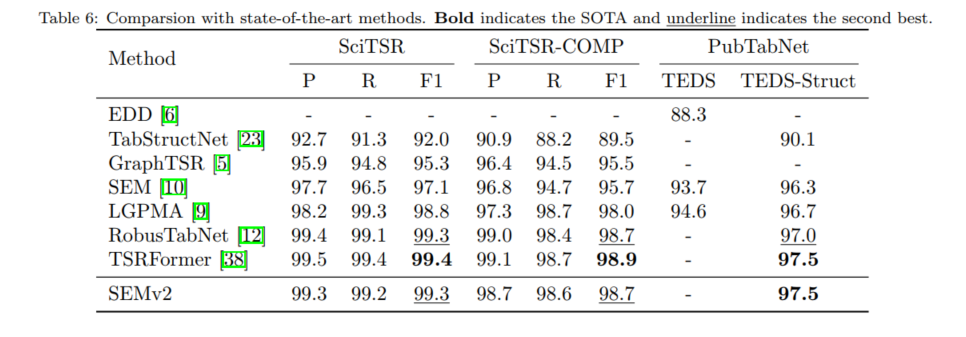 Table 6: Comparsion with state-of-the-art methods. Bold indicates the SOTA and underline indicates the second best.
Method SciTSR SciTSR-COMP PubTabNet
P R F1 P R F1 TEDS TEDS-Struct
EDD [6] - - - - - - 88.3 -
TabStructNet [23] 92.7 91.3 92.0 90.9 88.2 89.5 - 90.1
GraphTSR [5] 95.9 94.8 95.3 96.4 94.5 95.5 - -
SEM [10] 97.7 96.5 97.1 96.8 94.7 95.7 93.7 96.3
LGPMA [9] 98.2 99.3 98.8 97.3 98.7 98.0 94.6 96.7
RobusTabNet [12] 99.4 99.1 99.3 99.0 98.4 98.7 - 97.0
TSRFormer [38] 99.5 99.4 99.4 99.1 98.7 98.9 - 97.5
SEMv2 99.3 99.2 99.3 98.7 98.6 98.7 - 97.5